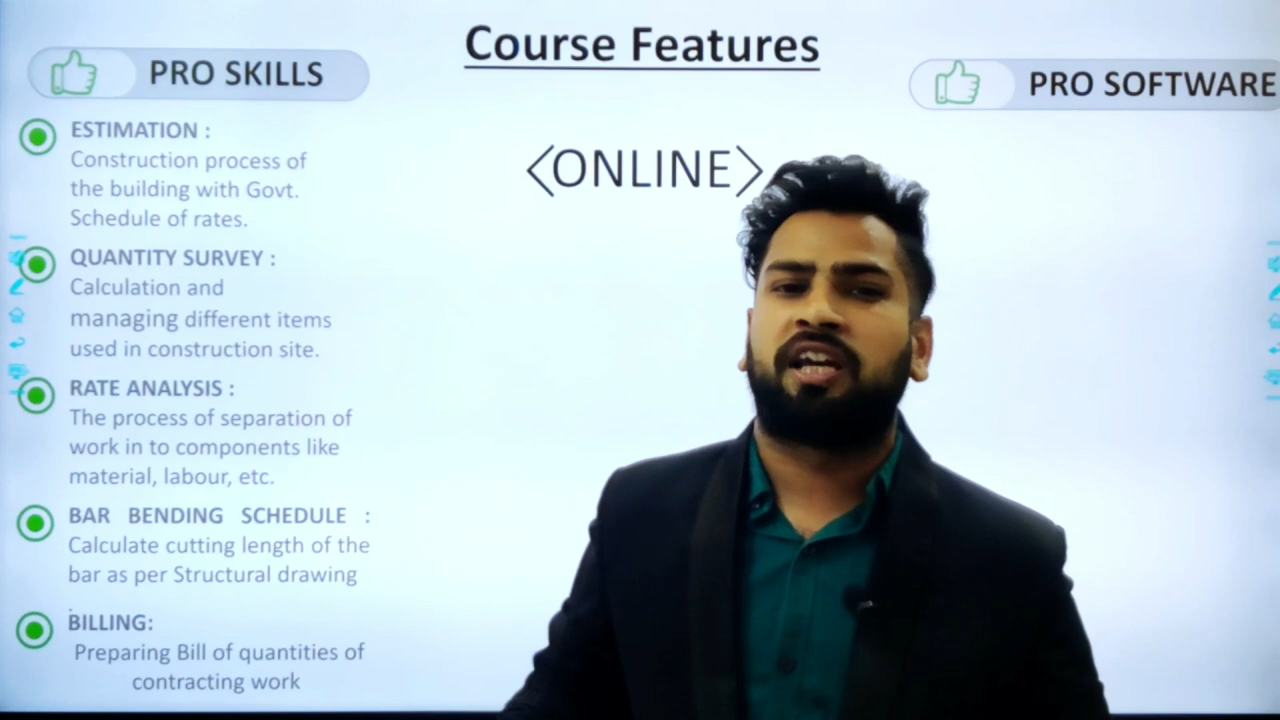 Course Features
PRO SKILLS
PRO SOFTWARE
<ONLINE>
ESTIMATION :
Construction process of
the building with Govt.
Schedule of rates.
QUANTITY SURVEY :
Calculation and
managing different items
used in construction site.
RATE ANALYSIS :
The process of separation of
work in to components like
material, labour, etc.
BAR BENDING SCHEDULE :
Calculate cutting length of the
bar as per Structural drawing
.
BILLING:
Preparing Bill of quantities of
contracting work